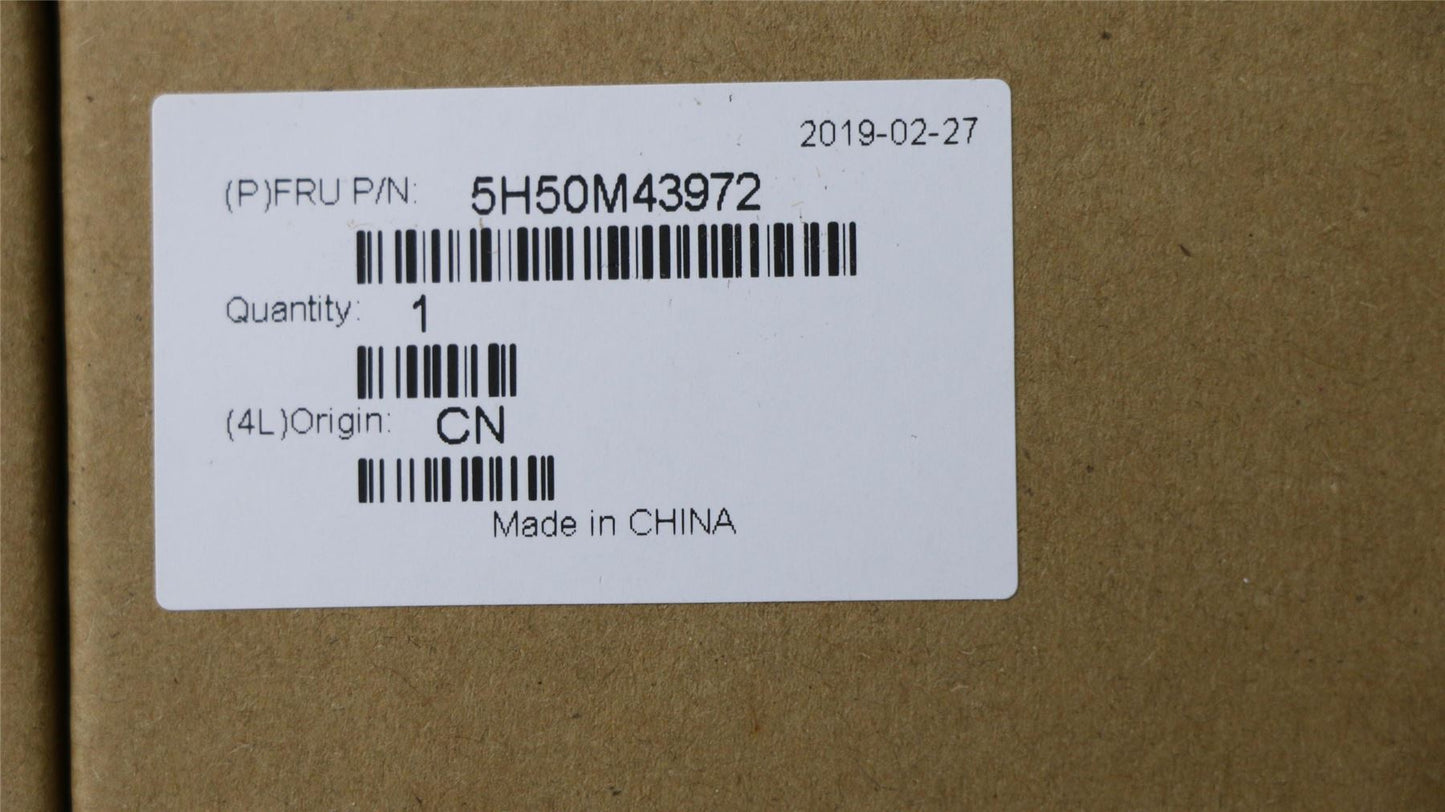 2019-02-27
(P)FRU P/N: 5H50M43972
Quantity: 1
(4L)Origin: CN
Made in CHINA